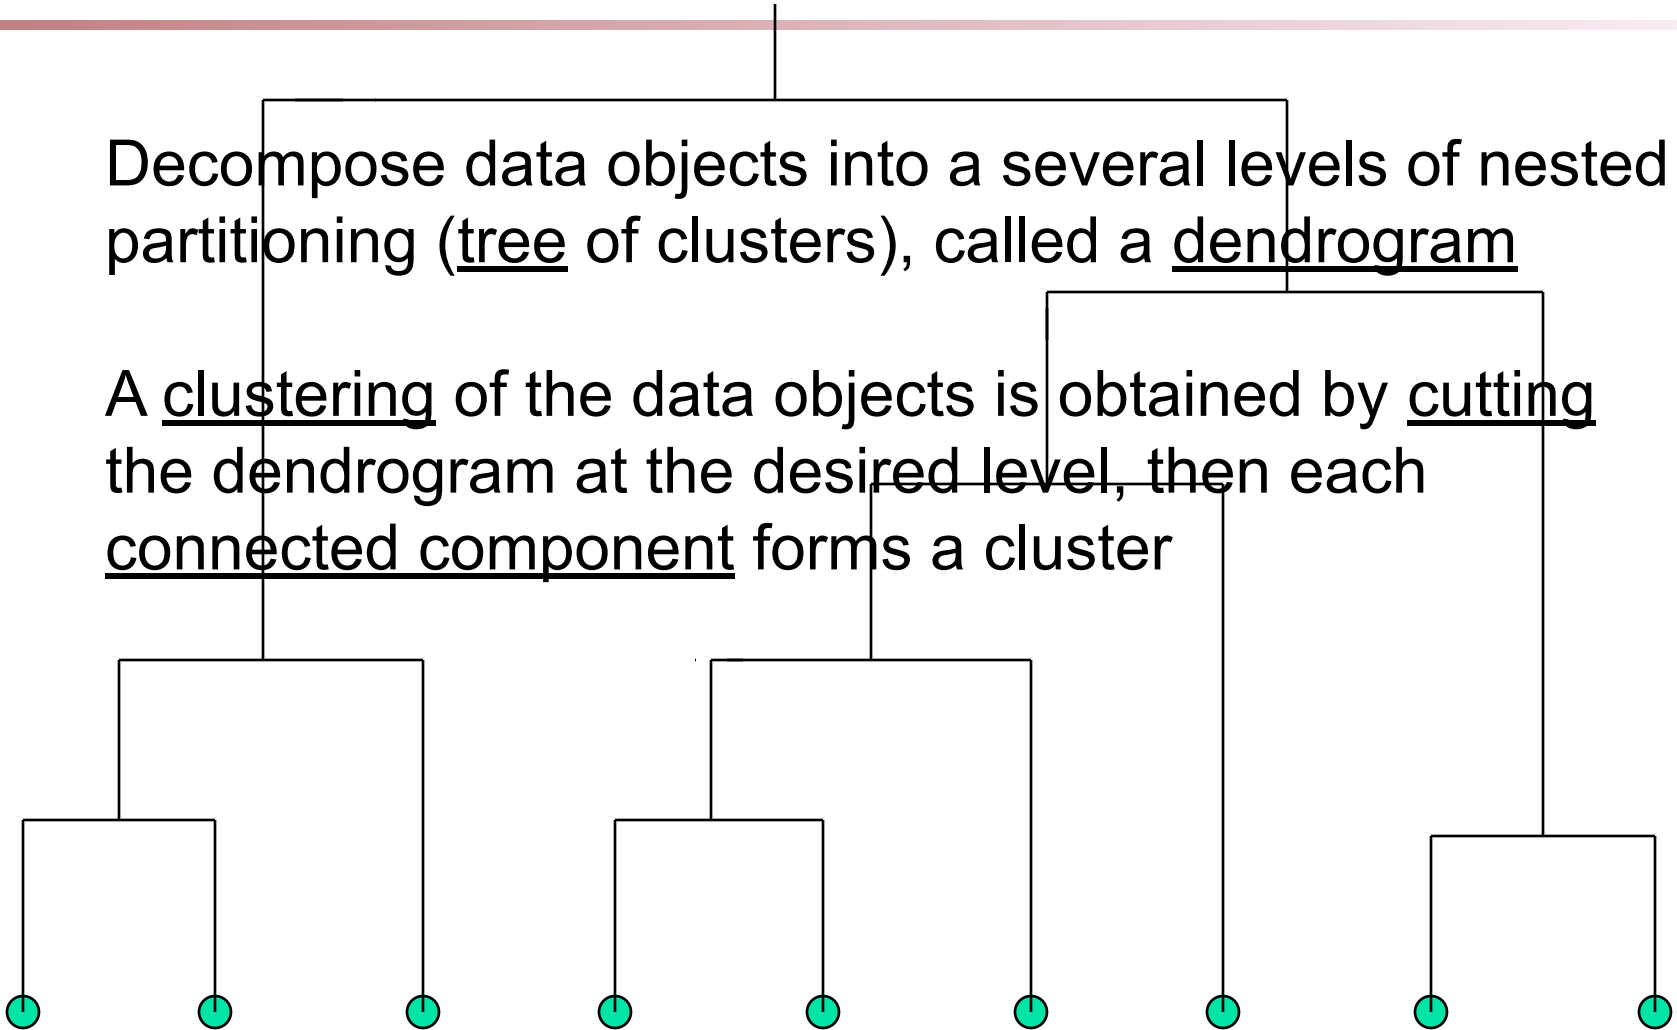 Decompose data objects into a several levels of nested
partitioning (tree of clusters), called a dendrogram
A clustering of the data objects is obtained by cutting
the dendrogram at the desired level, then each
connected component forms a cluster